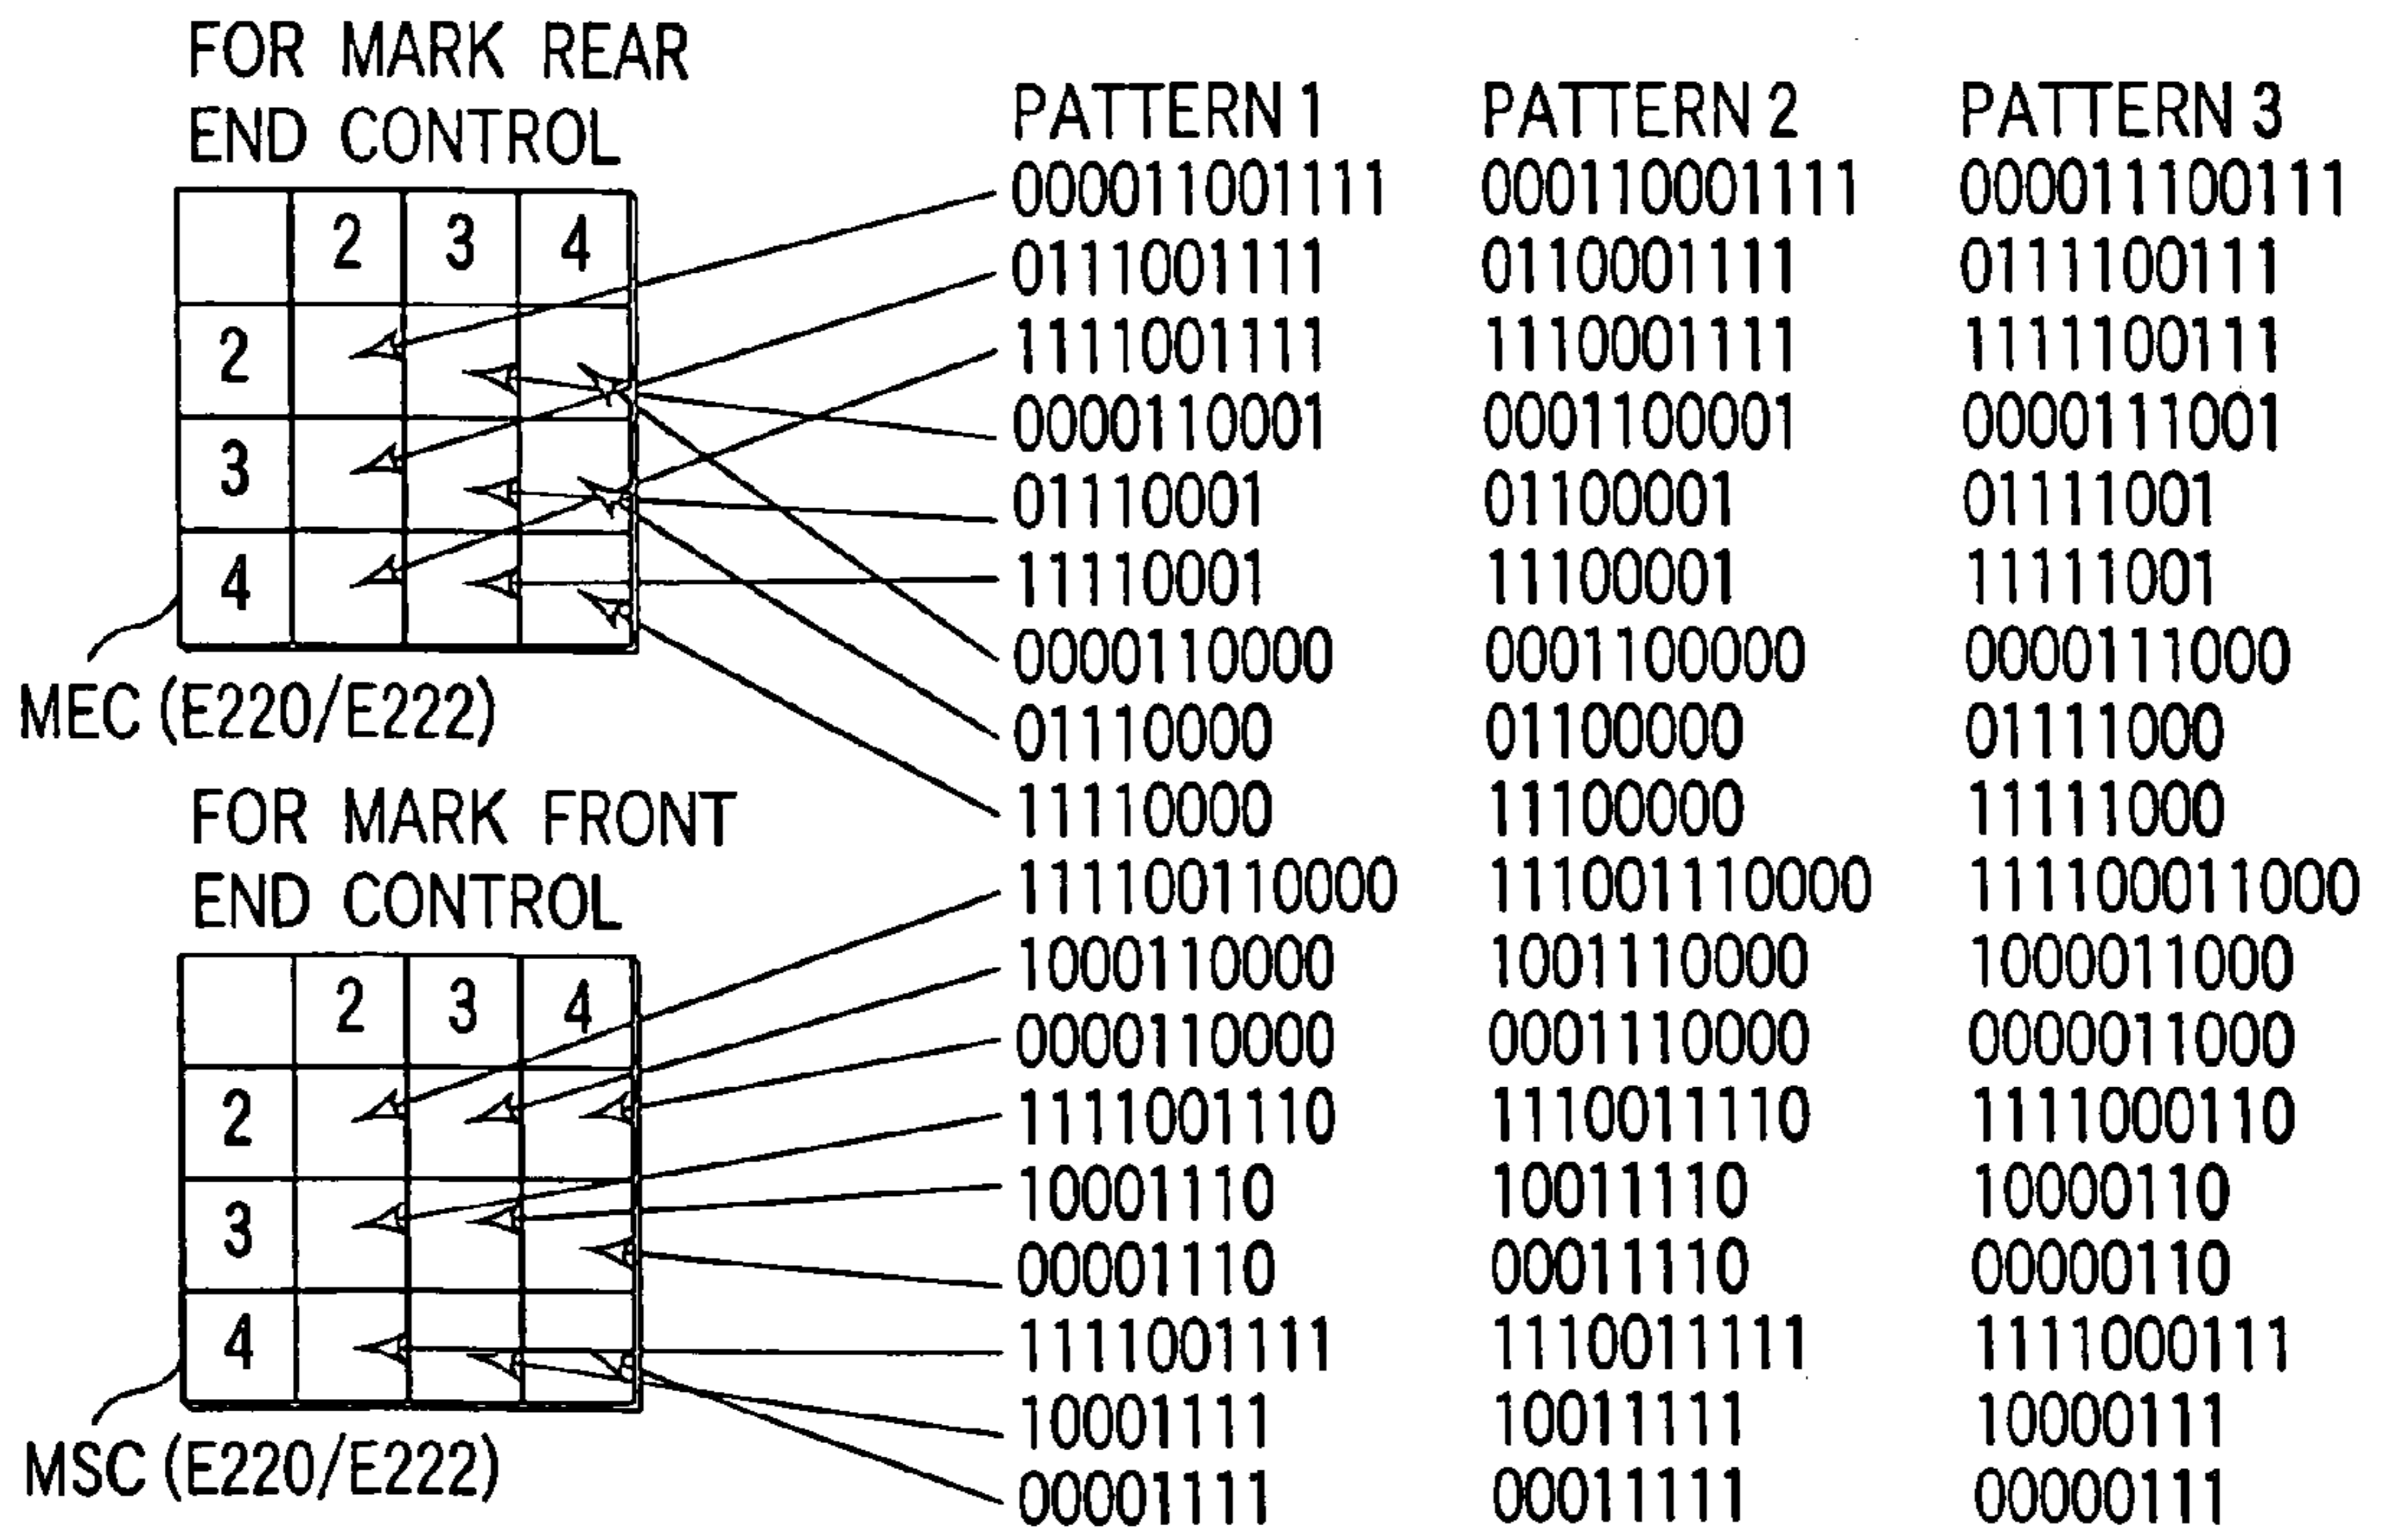 FOR MARK REAR
END CONTROL
2 3 4
2
3
4
MEC (E220/E222)
FOR MARK FRONT
END CONTROL
2 3 4
2
3
4
MSC (E220/E222)
PATTERN 1 PATTERN 2 PATTERN 3
000011001111 000110001111 000011100111
0111001111 0110001111 0111100111
1111001111 1110001111 1111100111
0000110001 0001100001 0000111001
01110001 01100001 01111001
11110001 11100001 11111001
0000110000 0001100000 0000111000
01110000 01100000 01111000
11110000 11100000 11111000
111100110000 111001110000 111100011000
1000110000 1001110000 1000011000
0000110000 0001110000 0000011000
1111001110 1110011110 1111000110
10001110 10011110 10000110
00001110 00011110 00000110
1111001111 1110011111 1111000111
10001111 10011111 10000111
00001111 00011111 00000111